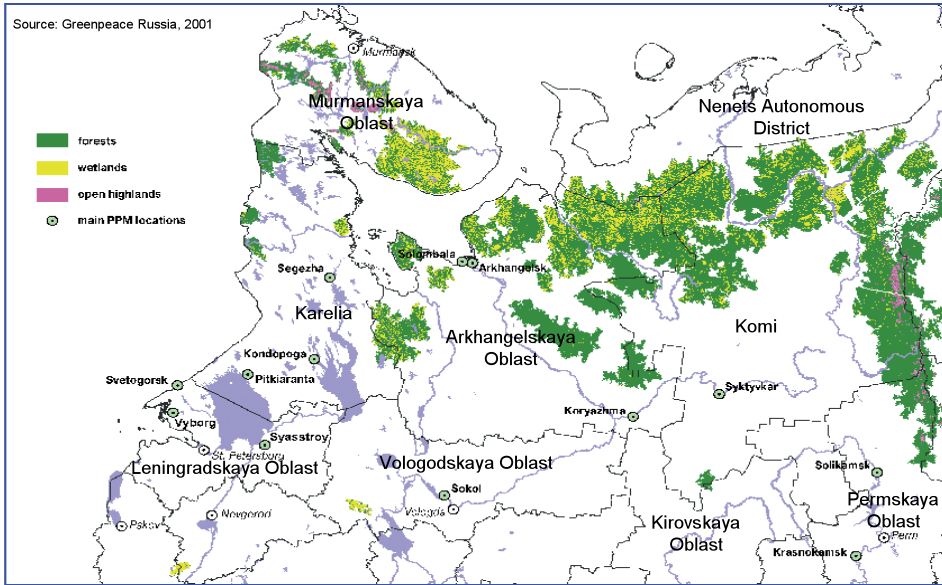 Source: Greenpeace Russia, 2001
Murmansk
Murmanskaya
Oblast
Nenets Autonomous
District
forests
wetlands
open highlands
main PPM locations
Solombala
Arkhangelsk
Segezha
Karelia
Arkhangelskaya
Oblast
Komi
Kondopoga
Pitkiaranta
Svetogorsk
Syktyvkar
Vyborg
Koryazhma
Syasstroy
St. Petersburg
Leningradskaya Oblast
Vologodskaya Oblast
Solikamsk
Sokol
Vologda
Novgorod
Pskov
Kirovskaya
Oblast
Permskaya
Oblast
Perm
Krasnokamsk